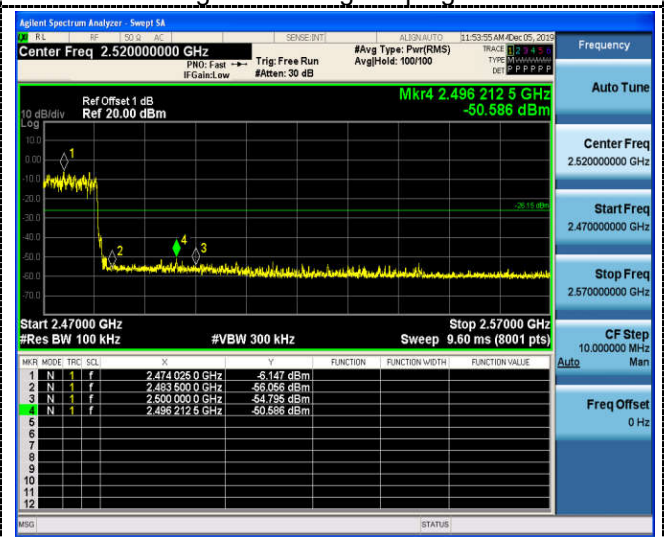 Agilent Spectrum Analyzer - Swept SA
RL RF 50 Ω AC SENSE:INT ALIGNAUTO 11:53:55 AM Dec 05, 2019
Center Freq 2.520000000 GHz
PNO: Fast
IFGain:Low
Trig: Free Run
#Atten: 30 dB
#Avg Type: Pwr(RMS)
Avg|Hold: 100/100
TRACE 1 2 3 4 5 6
TYPE
DET P P P P P P
Ref Offset 1 dB
10 dB/div Ref 20.00 dBm
Log
Mkr4 2.496 212 5 GHz
-50.586 dBm
10.0
0.00
-10.0
-20.0
-30.0
-40.0
-50.0
-60.0
-70.0
1
2
4
3
Start 2.47000 GHz Stop 2.57000 GHz
#Res BW 100 kHz #VBW 300 kHz Sweep 9.60 ms (8001 pts)
MKR MODE TRC SCL X Y FUNCTION FUNCTION WIDTH FUNCTION VALUE
1 N 1 f 2.474 025 0 GHz -6.147 dBm
2 N 1 f 2.483 500 0 GHz -56.056 dBm
3 N 1 f 2.500 000 0 GHz -54.795 dBm
4 N 1 f 2.496 212 5 GHz -50.586 dBm
5
6
7
8
9
10
11
12
MSG STATUS
Frequency
Auto Tune
Center Freq
2.520000000 GHz
Start Freq
2.470000000 GHz
Stop Freq
2.570000000 GHz
CF Step
10.000000 MHz
Auto Man
Freq Offset
0 Hz